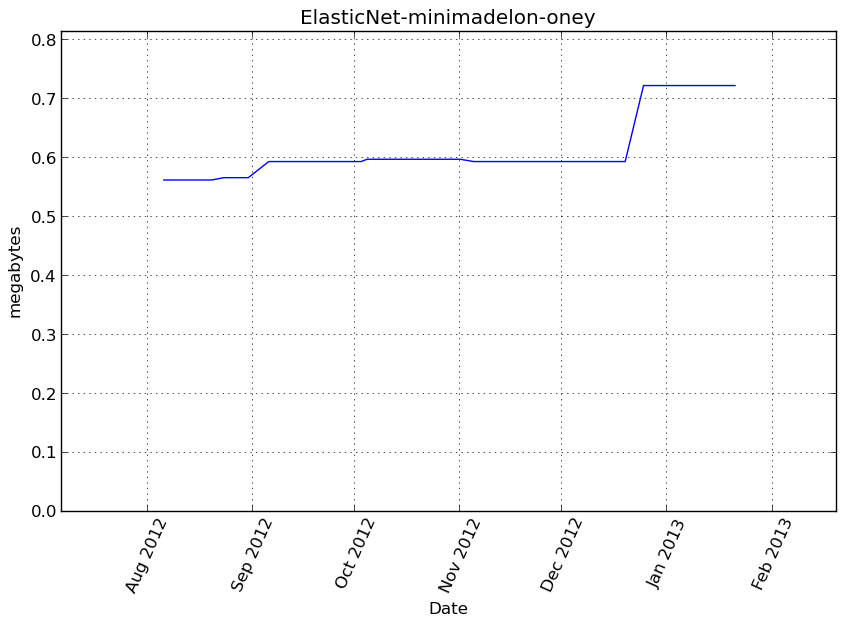 ElasticNet-minimadelon-oney
0.8
0.7
0.6
0.5
0.4
0.3
0.2
0.1
0.0
megabytes
Aug 2012
Sep 2012
Oct 2012
Nov 2012
Dec 2012
Jan 2013
Feb 2013
Date